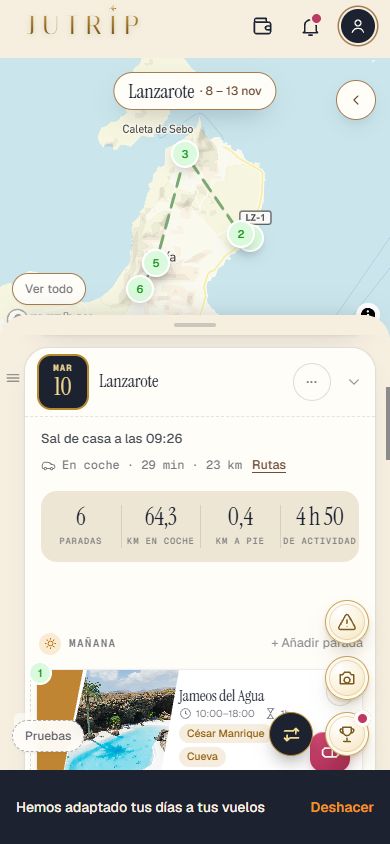 JUTRIP
Lanzarote · 8 – 13 nov
Caleta de Sebo
3
LZ-1
2
5
6
Ver todo
MAR
10
Lanzarote
Sal de casa a las 09:26
En coche · 29 min · 23 km Rutas
6
PARADAS
64,3
KM EN COCHE
0,4
KM A PIE
4 h 50
DE ACTIVIDAD
MAÑANA
+ Añadir parada
1
Jameos del Agua
10:00–18:00
César Manrique
Cueva
Pruebas
Hemos adaptado tus días a tus vuelos
Deshacer